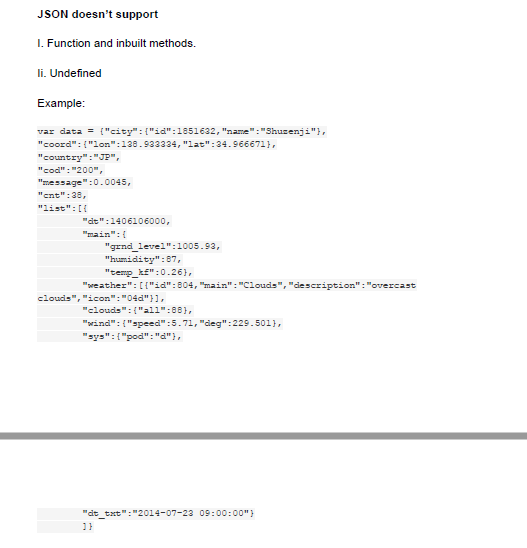 JSON doesn't support
I. Function and inbuilt methods.
Ii. Undefined
Example:
var data = {"city":{"id":1851632,"name":"Shuzenji"},
"coord":{"lon":138.933334,"lat":34.966671},
"country":"JP",
"cod":"200",
"message":0.0045,
"cnt":38,
"list":[{
"dt":1406106000,
"main":{
"grnd_level":1005.93,
"humidity":87,
"temp_kf":0.26},
"weather":[{"id":804,"main":"Clouds","description":"overcast
clouds","icon":"04d"}],
"clouds":{"all":88},
"wind":{"speed":5.71,"deg":229.501},
"sys":{"pod":"d"},
"dt_txt":"2014-07-23 09:00:00"}
]}